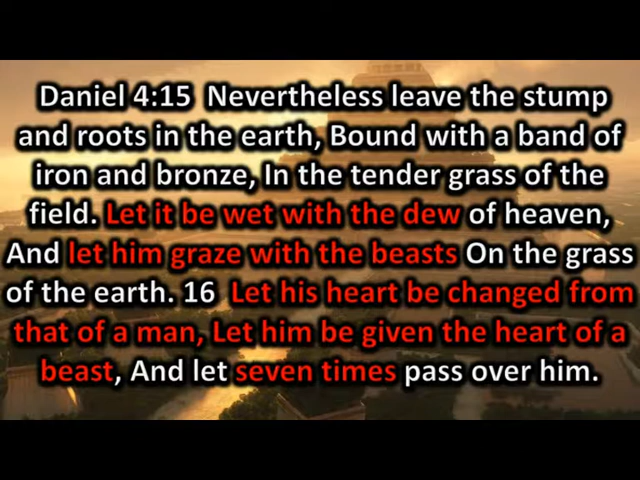 Daniel 4:15  Nevertheless leave the stump
and roots in the earth, Bound with a band of
iron and bronze, In the tender grass of the
field. Let it be wet with the dew of heaven,
And let him graze with the beasts On the grass
of the earth. 16  Let his heart be changed from
that of a man, Let him be given the heart of a
beast, And let seven times pass over him.